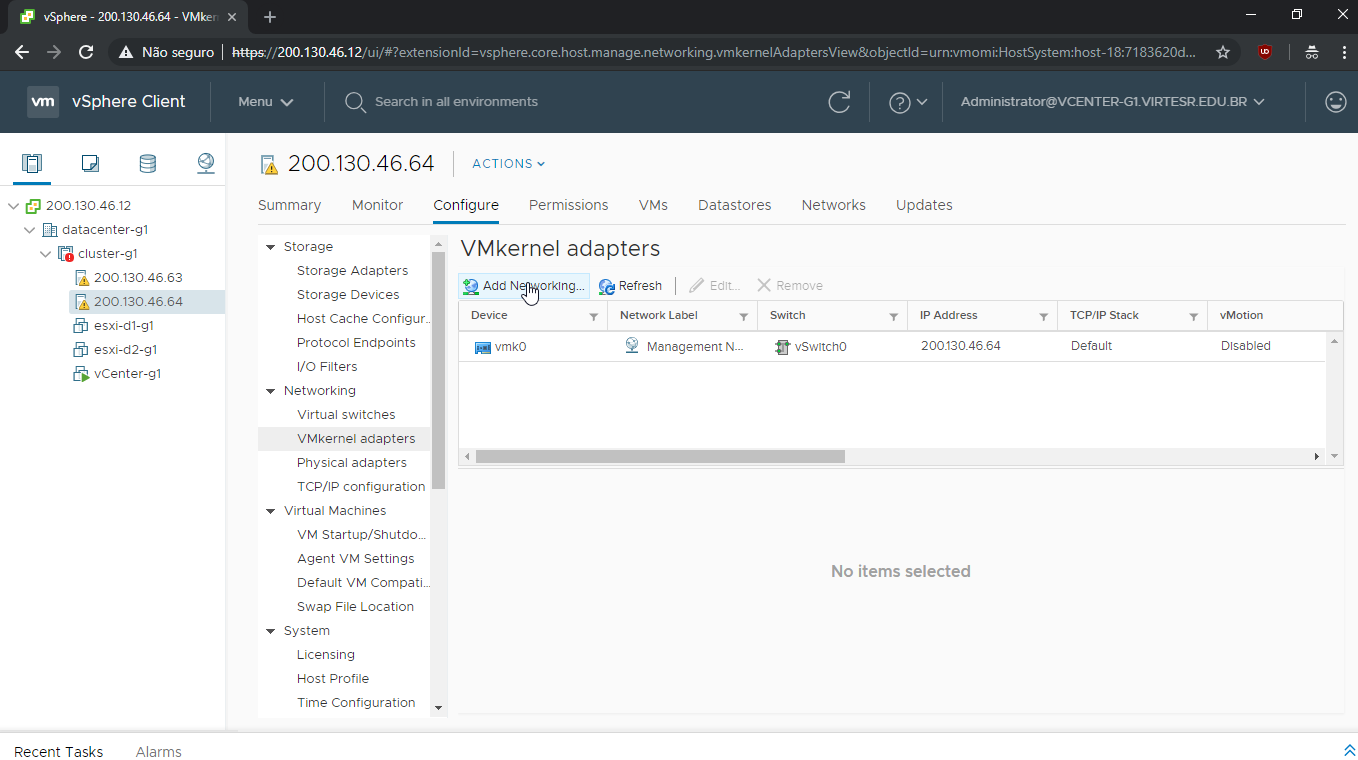 vSphere - 200.130.46.64 - VMker
Não seguro
https://200.130.46.12/ui/#?extensionId=vsphere.core.host.manage.networking.vmkernelAdaptersView&objectId=urn:vmomi:HostSystem:host-18:7183620d...
vm vSphere Client
Menu
Search in all environments
Administrator@VCENTER-G1.VIRTESR.EDU.BR
200.130.46.12
datacenter-g1
cluster-g1
200.130.46.63
200.130.46.64
esxi-d1-g1
esxi-d2-g1
vCenter-g1
200.130.46.64
ACTIONS
Summary Monitor Configure Permissions VMs Datastores Networks Updates
Storage
Storage Adapters
Storage Devices
Host Cache Configur..
Protocol Endpoints
I/O Filters
Networking
Virtual switches
VMkernel adapters
Physical adapters
TCP/IP configuration
Virtual Machines
VM Startup/Shutdo...
Agent VM Settings
Default VM Compati...
Swap File Location
System
Licensing
Host Profile
Time Configuration
VMkernel adapters
Add Networking... Refresh Edit... Remove
Device Network Label Switch IP Address TCP/IP Stack vMotion
vmk0 Management N... vSwitch0 200.130.46.64 Default Disabled
No items selected
Recent Tasks Alarms